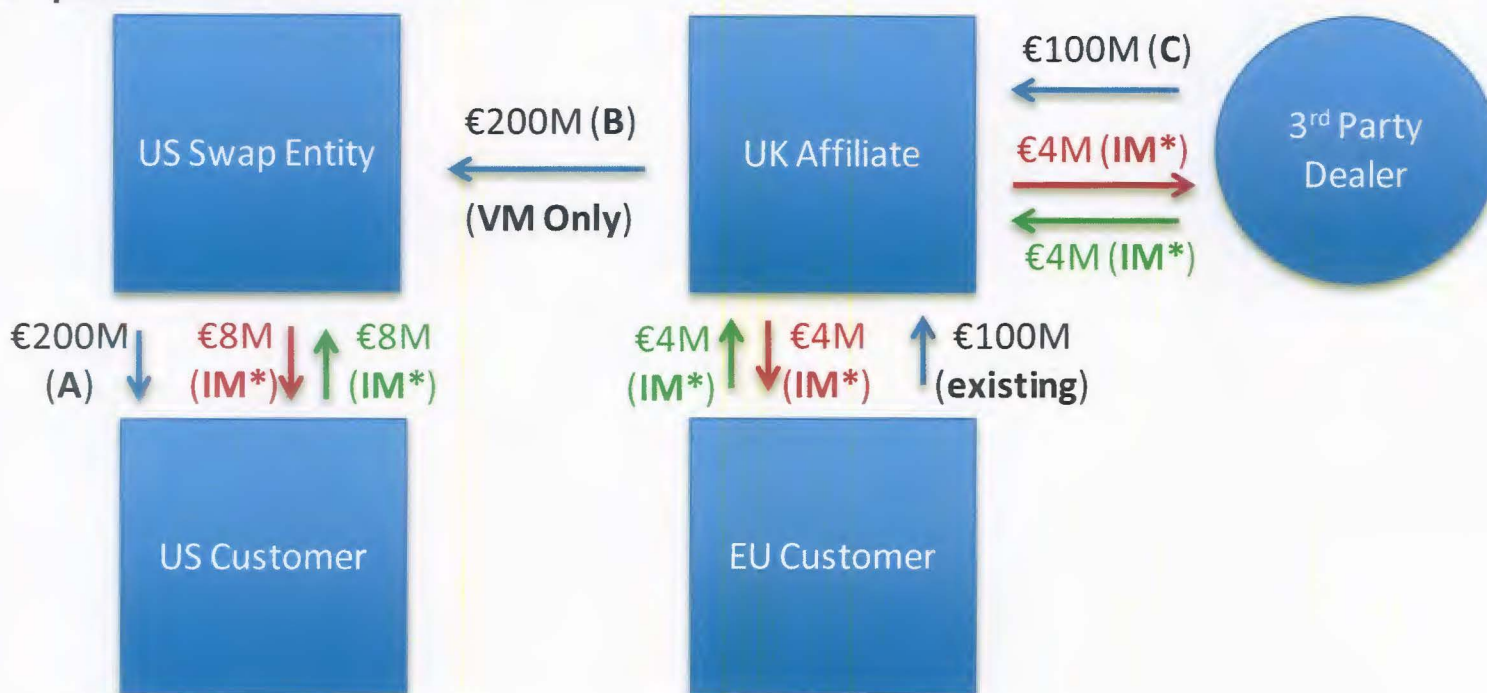 US Swap Entity
€200M (B)
(VM Only)
UK Affiliate
€100M (C)
€4M (IM*)
€4M (IM*)
3rd Party
Dealer
€200M
(A)
€8M
(IM*)
€8M
(IM*)
€4M
(IM*)
€4M
(IM*)
€100M
(existing)
US Customer
EU Customer